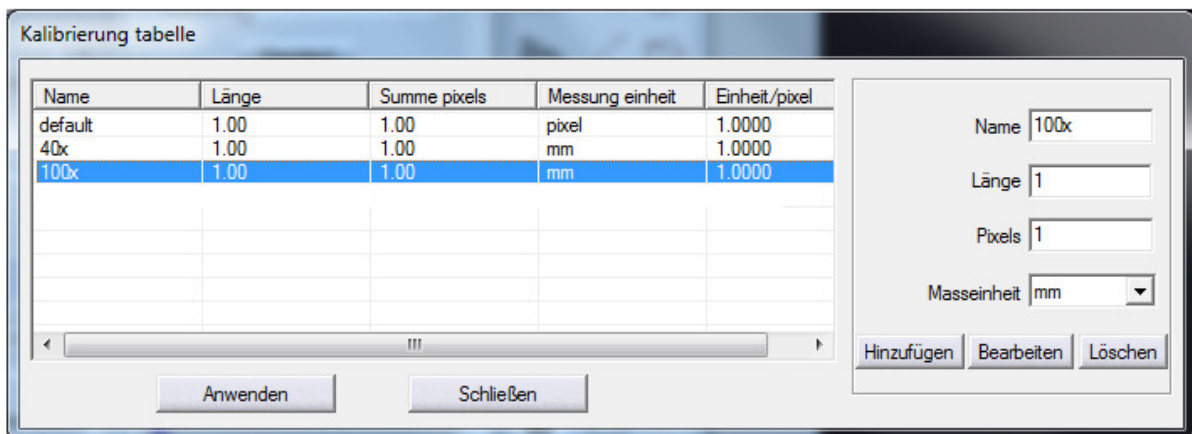 Kalibrierung tabelle
Name Länge Summe pixels Messung einheit Einheit/pixel
default 1.00 1.00 pixel 1.0000
40x 1.00 1.00 mm 1.0000
100x 1.00 1.00 mm 1.0000
Name 100x
Länge 1
Pixels 1
Masseinheit mm
Hinzufügen Bearbeiten Löschen
Anwenden Schließen